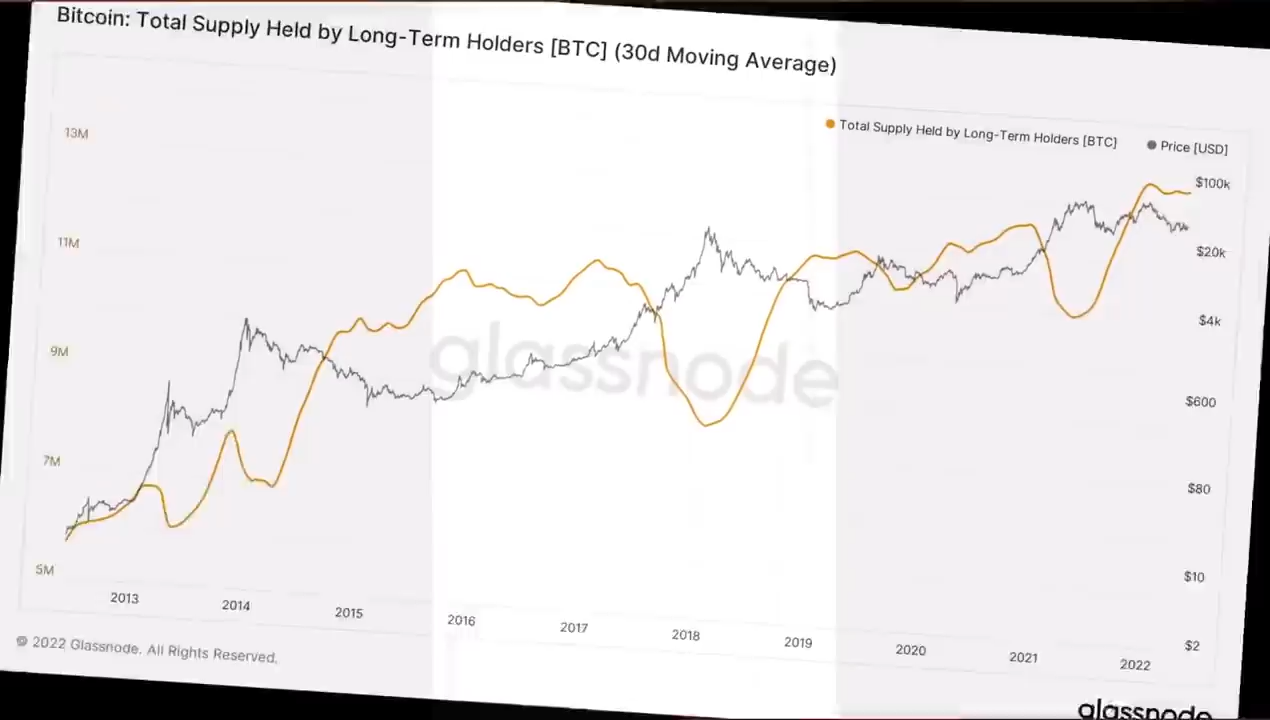 Bitcoin: Total Supply Held by Long-Term Holders [BTC] (30d Moving Average)
Total Supply Held by Long-Term Holders [BTC] Price [USD]
13M
11M
9M
7M
5M
$100k
$20k
$4k
$600
$80
$10
$2
glassnode
2013 2014 2015 2016 2017 2018 2019 2020 2021 2022
© 2022 Glassnode. All Rights Reserved.
glassnode